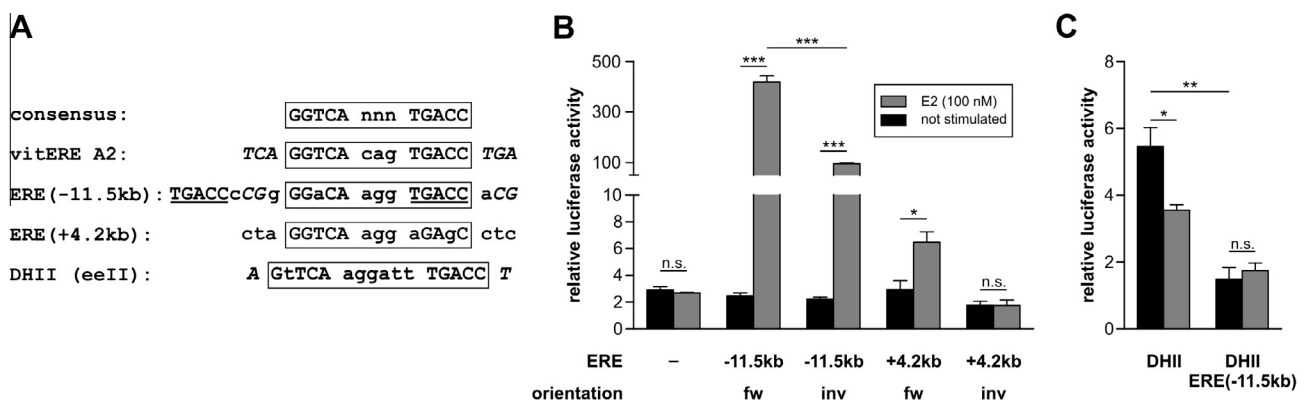 A
consensus: GGTCA nnn TGACC
vitERE A2: TCA GGTCA cag TGACC TGA
ERE(-11.5kb): TGACCcCGg GGaCA agg TGACC aCG
ERE(+4.2kb): cta GGTCA agg aGAgC ctc
DHII (eeII): A GtTCA aggatt TGACC T
B
relative luciferase activity
relative luciferase activity
500
300
100
10
8
6
4
2
0
***
***
***
*
n.s.
n.s.
E2 (100 nM)
not stimulated
ERE – -11.5kb -11.5kb +4.2kb +4.2kb
orientation fw inv fw inv
C
relative luciferase activity
8
6
4
2
0
**
*
n.s.
DHII DHII
ERE(-11.5kb)